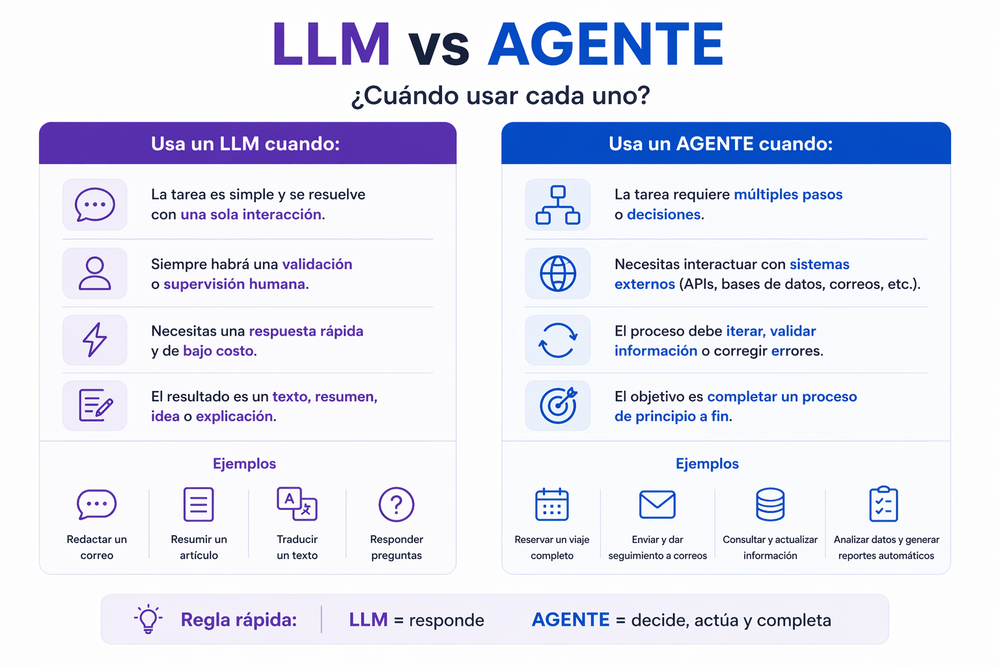 LLM vs AGENTE
¿Cuándo usar cada uno?
Usa un LLM cuando:
La tarea es simple y se resuelve
con una sola interacción.
Siempre habrá una validación
o supervisión humana.
Necesitas una respuesta rápida
y de bajo costo.
El resultado es un texto, resumen,
idea o explicación.
Ejemplos
Redactar un
correo
Resumir un
artículo
A
文
Traducir
un texto
?
Responder
preguntas
Usa un AGENTE cuando:
La tarea requiere múltiples pasos
o decisiones.
Necesitas interactuar con sistemas
externos (APIs, bases de datos, correos, etc.).
El proceso debe iterar, validar
información o corregir errores.
El objetivo es completar un proceso
de principio a fin.
Ejemplos
Reservar un viaje
completo
Enviar y dar
seguimiento a correos
Consultar y actualizar
información
Analizar datos y generar
reportes automáticos
Regla rápida:
LLM = responde
AGENTE = decide, actúa y completa